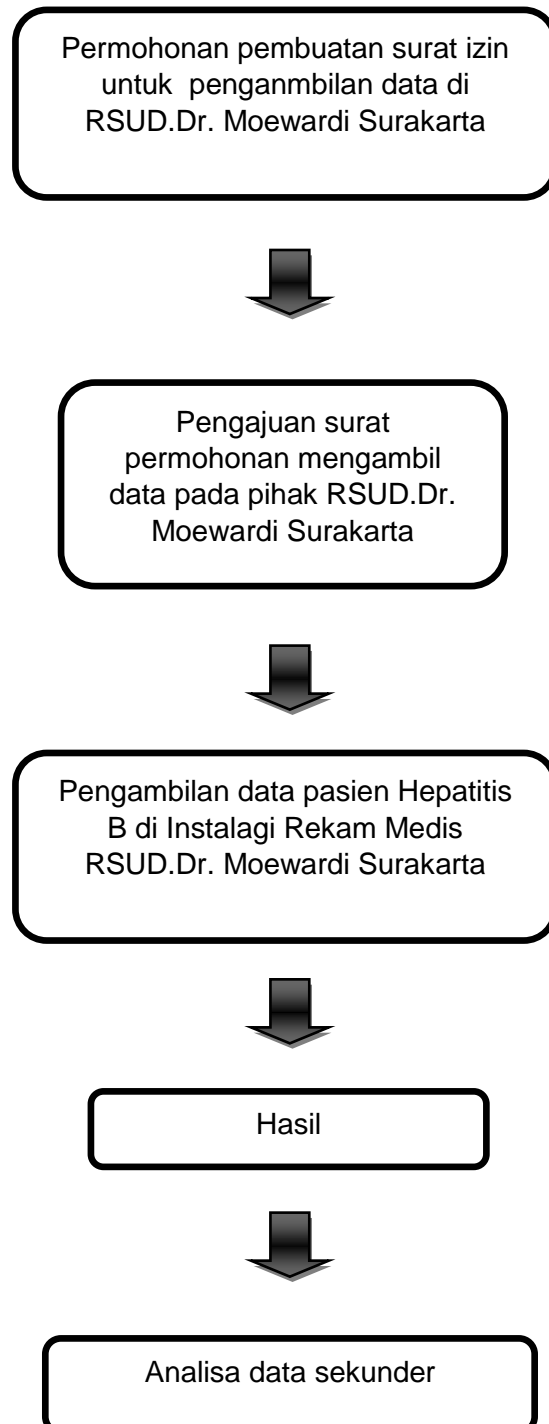 Permohonan pembuatan surat izin
untuk penganmbilan data di
RSUD.Dr. Moewardi Surakarta
Pengajuan surat
permohonan mengambil
data pada pihak RSUD.Dr.
Moewardi Surakarta
Pengambilan data pasien Hepatitis
B di Instalagi Rekam Medis
RSUD.Dr. Moewardi Surakarta
Hasil
Analisa data sekunder